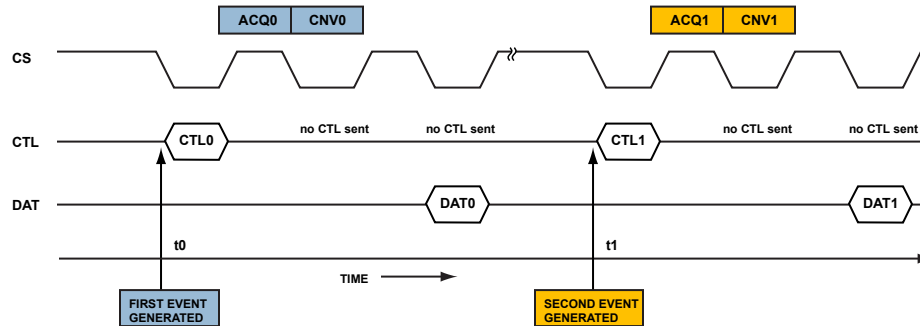 ACQ0 CNV0 ACQ1 CNV1
CS
CTL CTL0 no CTL sent no CTL sent CTL1 no CTL sent no CTL sent
DAT DAT0 DAT1
t0 t1
TIME
FIRST EVENT
GENERATED
SECOND EVENT
GENERATED